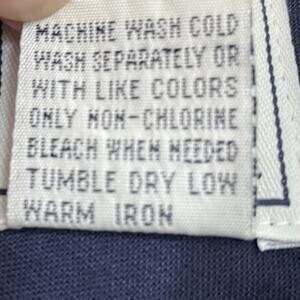 MACHINE WASH COLD
WASH SEPARATELY OR
WITH LIKE COLORS
ONLY NON-CHLORINE
BLEACH WHEN NEEDED
TUMBLE DRY LOW
WARM IRON